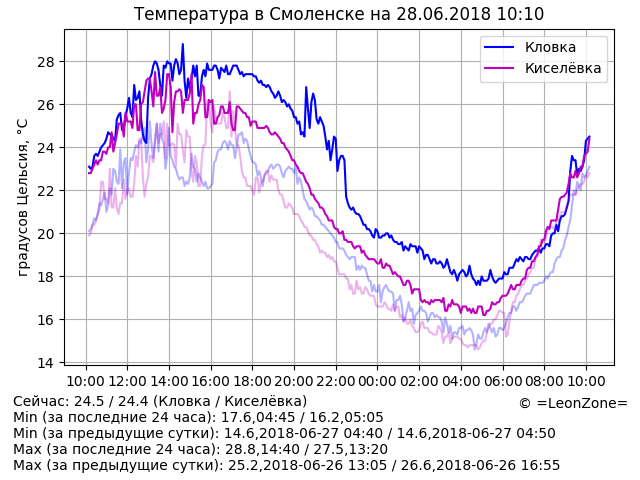 Температура в Смоленске на 28.06.2018 10:10
Кловка
Киселёвка
градусов Цельсия, °C
28
26
24
22
20
18
16
14
10:00 12:00 14:00 16:00 18:00 20:00 22:00 00:00 02:00 04:00 06:00 08:00 10:00
Сейчас: 24.5 / 24.4 (Кловка / Киселёвка)
© =LeonZone=
Min (за последние 24 часа): 17.6,04:45 / 16.2,05:05
Min (за предыдущие сутки): 14.6,2018-06-27 04:40 / 14.6,2018-06-27 04:50
Max (за последние 24 часа): 28.8,14:40 / 27.5,13:20
Max (за предыдущие сутки): 25.2,2018-06-26 13:05 / 26.6,2018-06-26 16:55